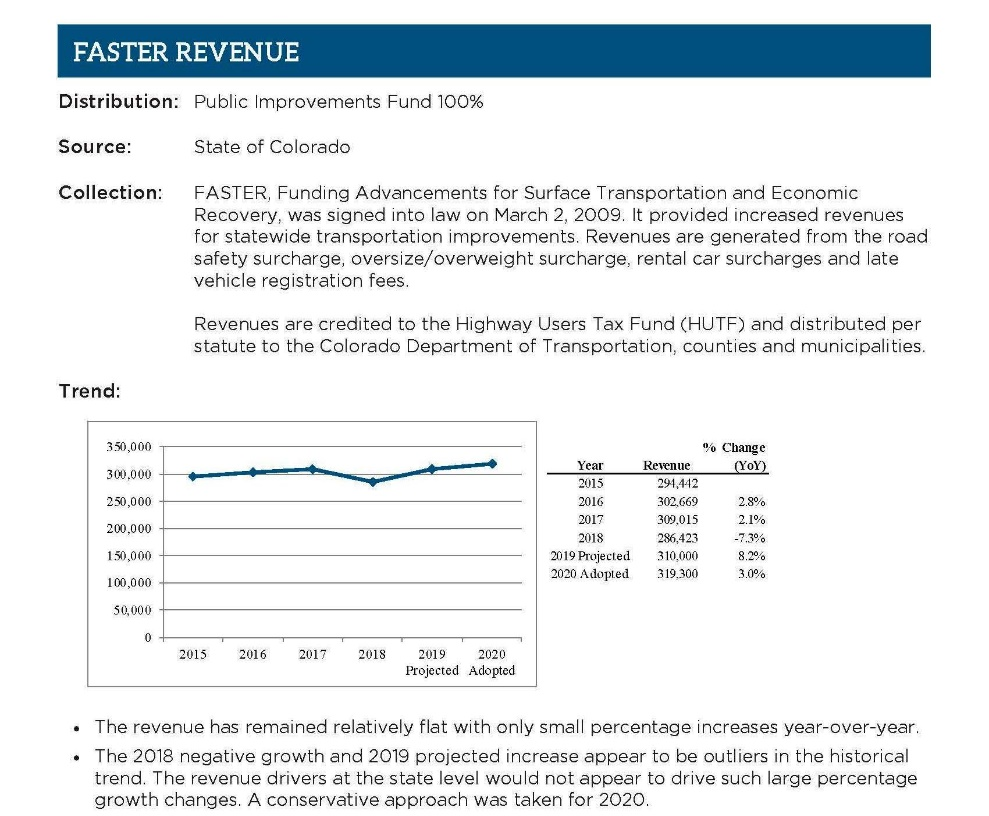 FASTER REVENUE
Distribution: Public Improvements Fund 100%
Source: State of Colorado
Collection: FASTER, Funding Advancements for Surface Transportation and Economic
Recovery, was signed into law on March 2, 2009. It provided increased revenues
for statewide transportation improvements. Revenues are generated from the road
safety surcharge, oversize/overweight surcharge, rental car surcharges and late
vehicle registration fees.
Revenues are credited to the Highway Users Tax Fund (HUTF) and distributed per
statute to the Colorado Department of Transportation, counties and municipalities.
Trend:
350,000
300,000
250,000
200,000
150,000
100,000
50,000
0
2015 2016 2017 2018 2019 2020
Projected Adopted
% Change
Year Revenue (YoY)
2015 294,442
2016 302,669 2.8%
2017 309,015 2.1%
2018 286,423 -7.3%
2019 Projected 310,000 8.2%
2020 Adopted 319,300 3.0%
• The revenue has remained relatively flat with only small percentage increases year-over-year.
• The 2018 negative growth and 2019 projected increase appear to be outliers in the historical
trend. The revenue drivers at the state level would not appear to drive such large percentage
growth changes. A conservative approach was taken for 2020.